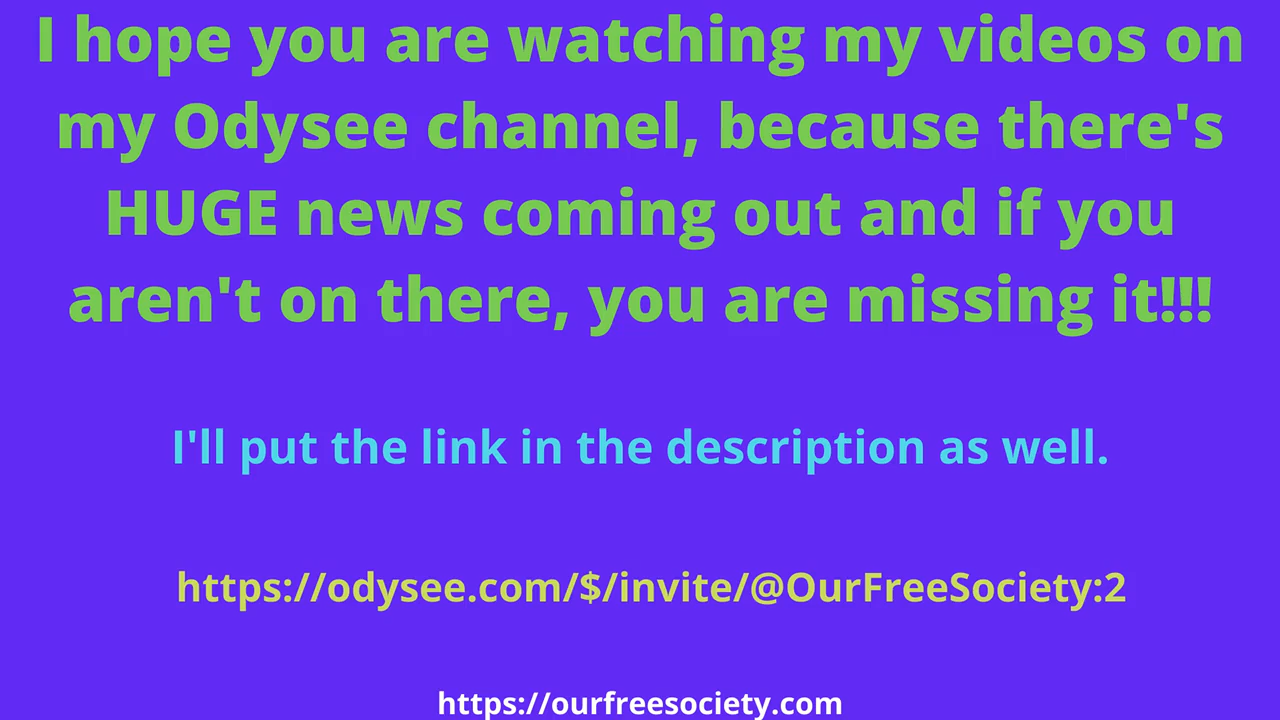 I hope you are watching my videos on
my Odysee channel, because there's
HUGE news coming out and if you
aren't on there, you are missing it!!!
I'll put the link in the description as well.
https://odysee.com/$/invite/@OurFreeSociety:2
https://ourfreesociety.com